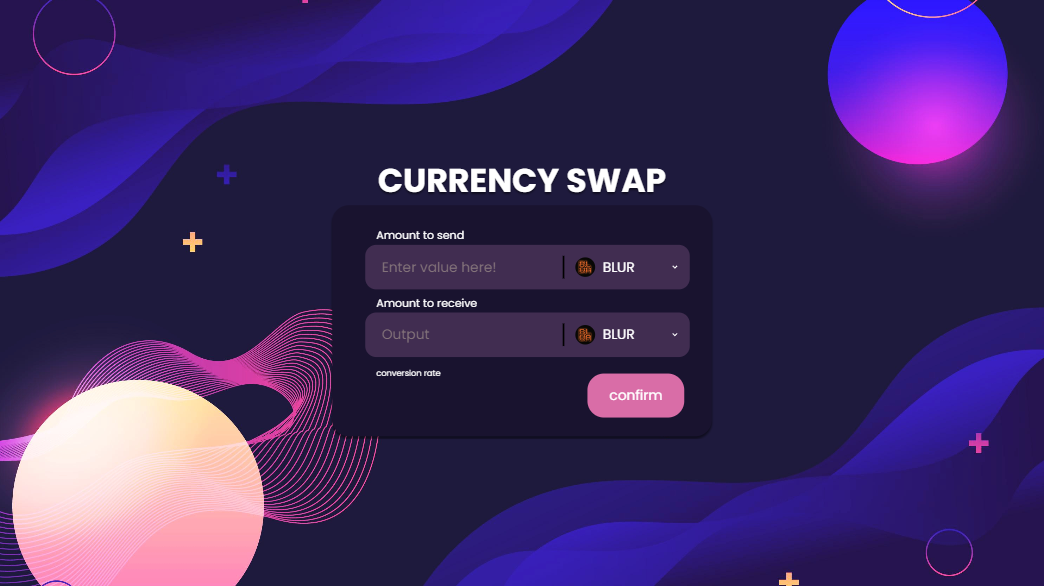 CURRENCY SWAP
Amount to send
Enter value here!
BLUR
Amount to receive
Output
BLUR
conversion rate
confirm